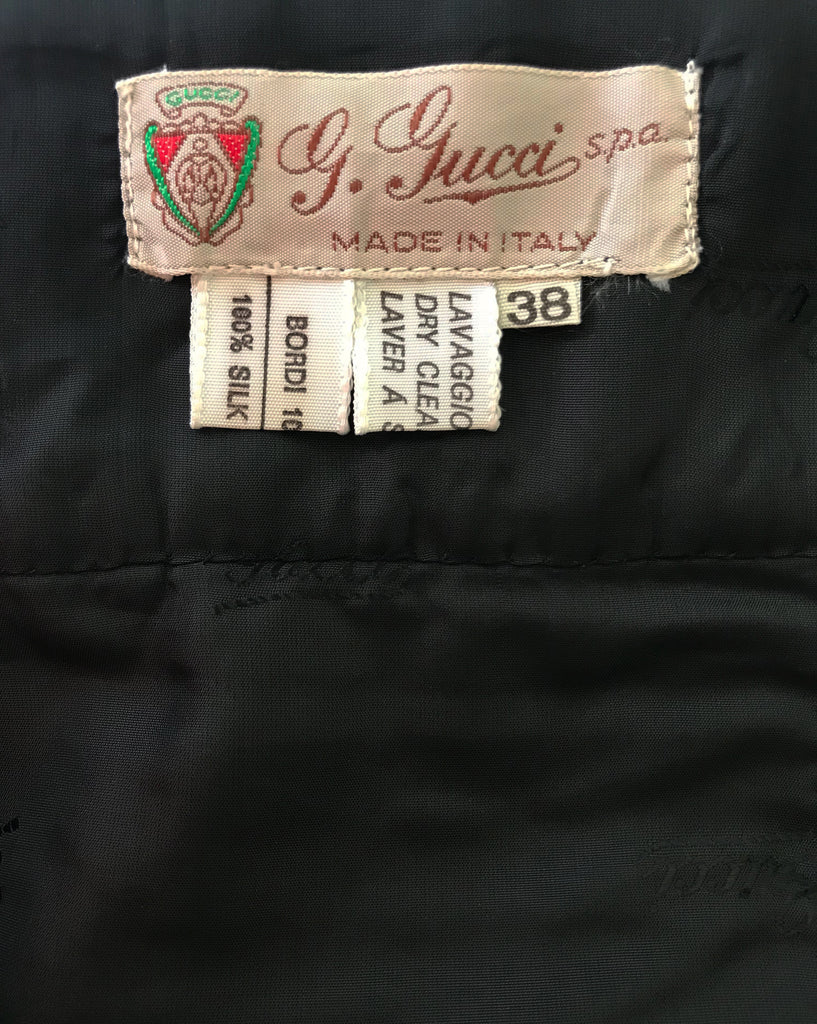 GUCCI
G. Gucci s.p.a.
MADE IN ITALY
100% SILK
BORDI 10
LAVAGGIO
DRY CLEA
LAVER À S
38